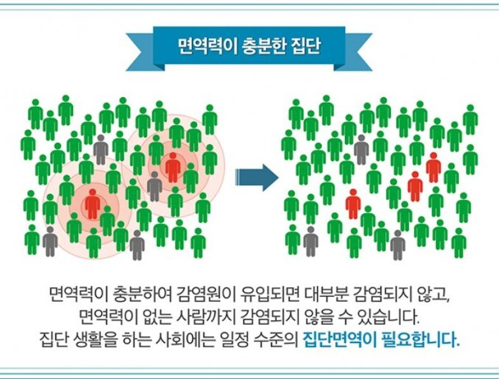 면역력이 충분한 집단
면역력이 충분하여 감염원이 유입되면 대부분 감염되지 않고,
면역력이 없는 사람까지 감염되지 않을 수 있습니다.
집단 생활을 하는 사회에는 일정 수준의 집단면역이 필요합니다.